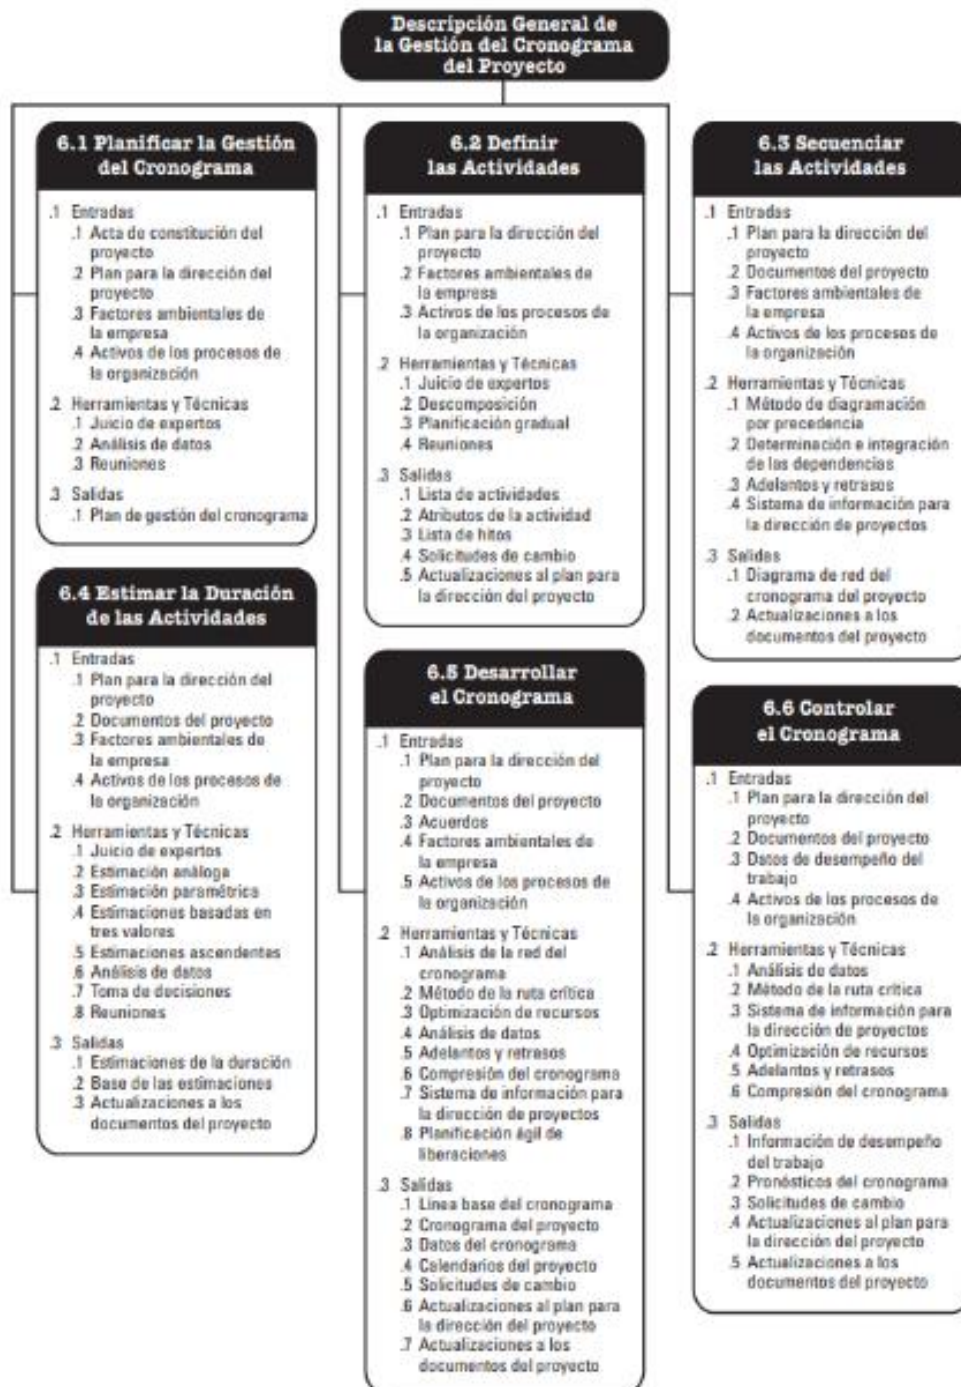 Descripción General de
la Gestión del Cronograma
del Proyecto
6.1 Planificar la Gestión
del Cronograma
.1 Entradas
.1 Acta de constitución del
proyecto
.2 Plan para la dirección del
proyecto
.3 Factores ambientales de
la empresa
.4 Activos de los procesos de
la organización
.2 Herramientas y Técnicas
.1 Juicio de expertos
.2 Análisis de datos
.3 Reuniones
.3 Salidas
.1 Plan de gestión del cronograma
6.2 Definir
las Actividades
.1 Entradas
.1 Plan para la dirección del
proyecto
.2 Factores ambientales de
la empresa
.3 Activos de los procesos de
la organización
.2 Herramientas y Técnicas
.1 Juicio de expertos
.2 Descomposición
.3 Planificación gradual
.4 Reuniones
.3 Salidas
.1 Lista de actividades
.2 Atributos de la actividad
.3 Lista de hitos
.4 Solicitudes de cambio
.5 Actualizaciones al plan para
la dirección del proyecto
6.3 Secuenciar
las Actividades
.1 Entradas
.1 Plan para la dirección del
proyecto
.2 Documentos del proyecto
.3 Factores ambientales de
la empresa
.4 Activos de los procesos de
la organización
.2 Herramientas y Técnicas
.1 Método de diagramación
por precedencia
.2 Determinación e integración
de las dependencias
.3 Adelantos y retrasos
.4 Sistema de información para
la dirección de proyectos
.3 Salidas
.1 Diagrama de red del
cronograma del proyecto
.2 Actualizaciones a los
documentos del proyecto
6.4 Estimar la Duración
de las Actividades
.1 Entradas
.1 Plan para la dirección del
proyecto
.2 Documentos del proyecto
.3 Factores ambientales de
la empresa
.4 Activos de los procesos de
la organización
.2 Herramientas y Técnicas
.1 Juicio de expertos
.2 Estimación análoga
.3 Estimación paramétrica
.4 Estimaciones basadas en
tres valores
.5 Estimaciones ascendentes
.6 Análisis de datos
.7 Toma de decisiones
.8 Reuniones
.3 Salidas
.1 Estimaciones de la duración
.2 Base de las estimaciones
.3 Actualizaciones a los
documentos del proyecto
6.5 Desarrollar
el Cronograma
.1 Entradas
.1 Plan para la dirección del
proyecto
.2 Documentos del proyecto
.3 Acuerdos
.4 Factores ambientales de
la empresa
.5 Activos de los procesos de
la organización
.2 Herramientas y Técnicas
.1 Análisis de la red del
cronograma
.2 Método de la ruta crítica
.3 Optimización de recursos
.4 Análisis de datos
.5 Adelantos y retrasos
.6 Compresión del cronograma
.7 Sistema de información para
la dirección de proyectos
.8 Planificación ágil de
liberaciones
.3 Salidas
.1 Línea base del cronograma
.2 Cronograma del proyecto
.3 Datos del cronograma
.4 Calendarios del proyecto
.5 Solicitudes de cambio
.6 Actualizaciones al plan para
la dirección del proyecto
.7 Actualizaciones a los
documentos del proyecto
6.6 Controlar
el Cronograma
.1 Entradas
.1 Plan para la dirección del
proyecto
.2 Documentos del proyecto
.3 Datos de desempeño del
trabajo
.4 Activos de los procesos de
la organización
.2 Herramientas y Técnicas
.1 Análisis de datos
.2 Método de la ruta crítica
.3 Sistema de información para
la dirección de proyectos
.4 Optimización de recursos
.5 Adelantos y retrasos
.6 Compresión del cronograma
.3 Salidas
.1 Información de desempeño
del trabajo
.2 Pronósticos del cronograma
.3 Solicitudes de cambio
.4 Actualizaciones al plan para
la dirección del proyecto
.5 Actualizaciones a los
documentos del proyecto